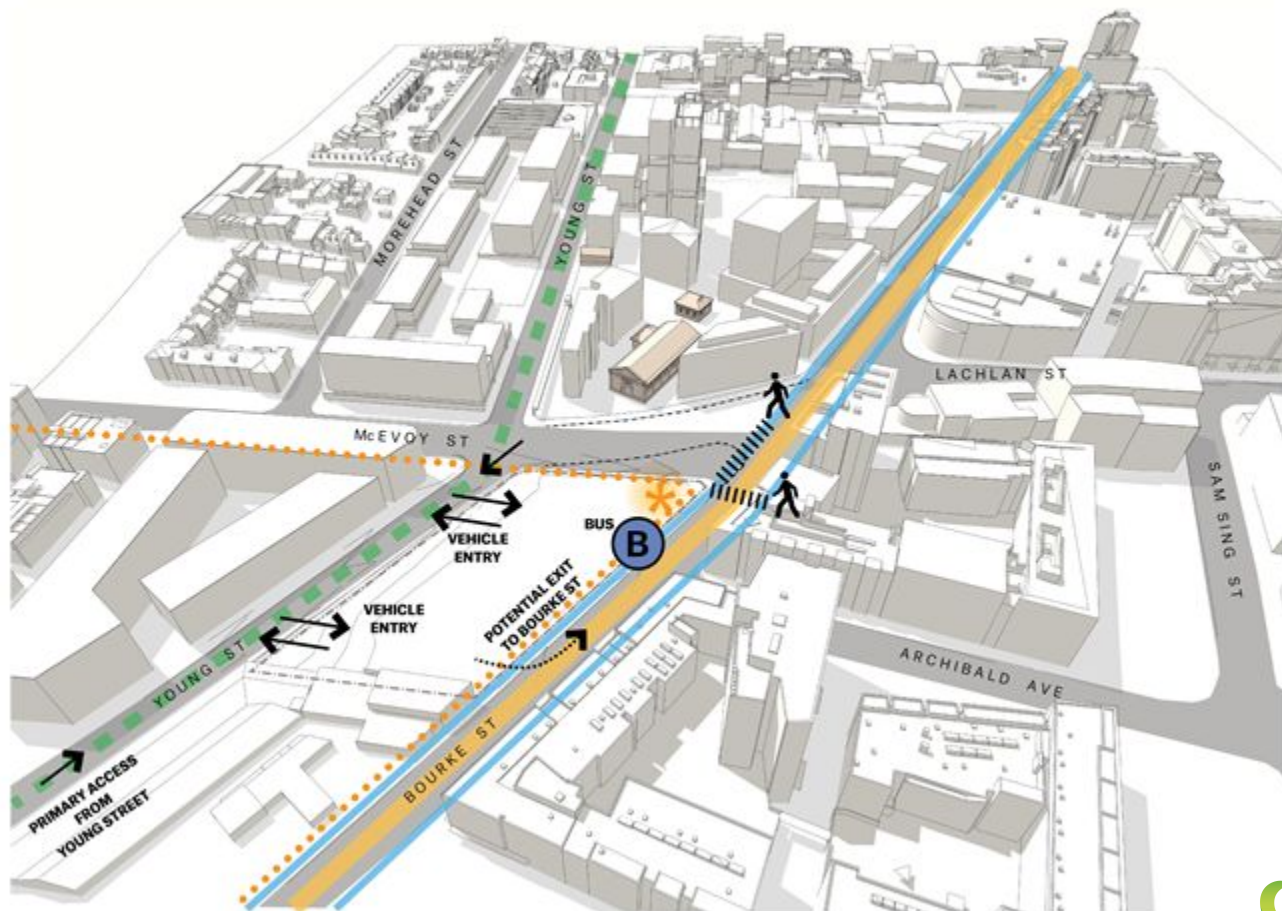 MOREHEAD ST
YOUNG ST
LACHLAN ST
McEVOY ST
SAM SING ST
BUS
B
VEHICLE
ENTRY
VEHICLE
ENTRY
POTENTIAL EXIT
TO BOURKE ST
YOUNG ST
ARCHIBALD AVE
BOURKE ST
PRIMARY ACCESS
FROM
YOUNG STREET